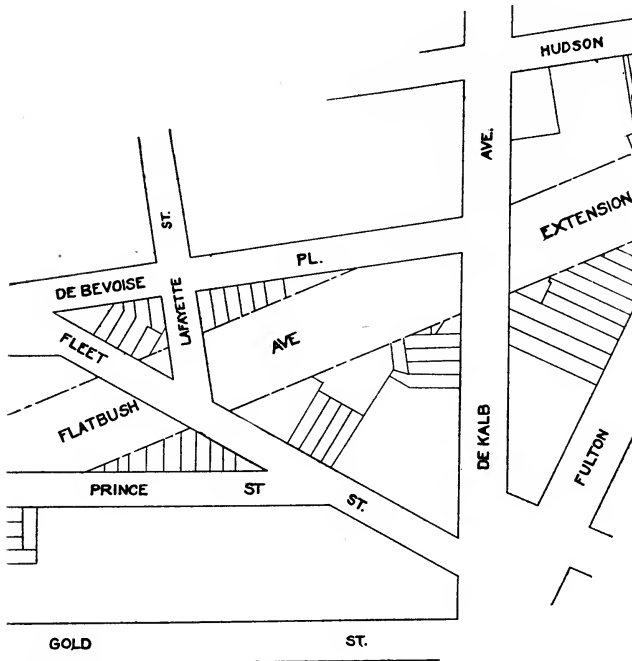 HUDSON
AVE.
EXTENSION
ST.
PL.
DE BEVOISE
LAFAYETTE
FLEET
AVE
FLATBUSH
DE KALB
FULTON
PRINCE ST
ST.
GOLD ST.